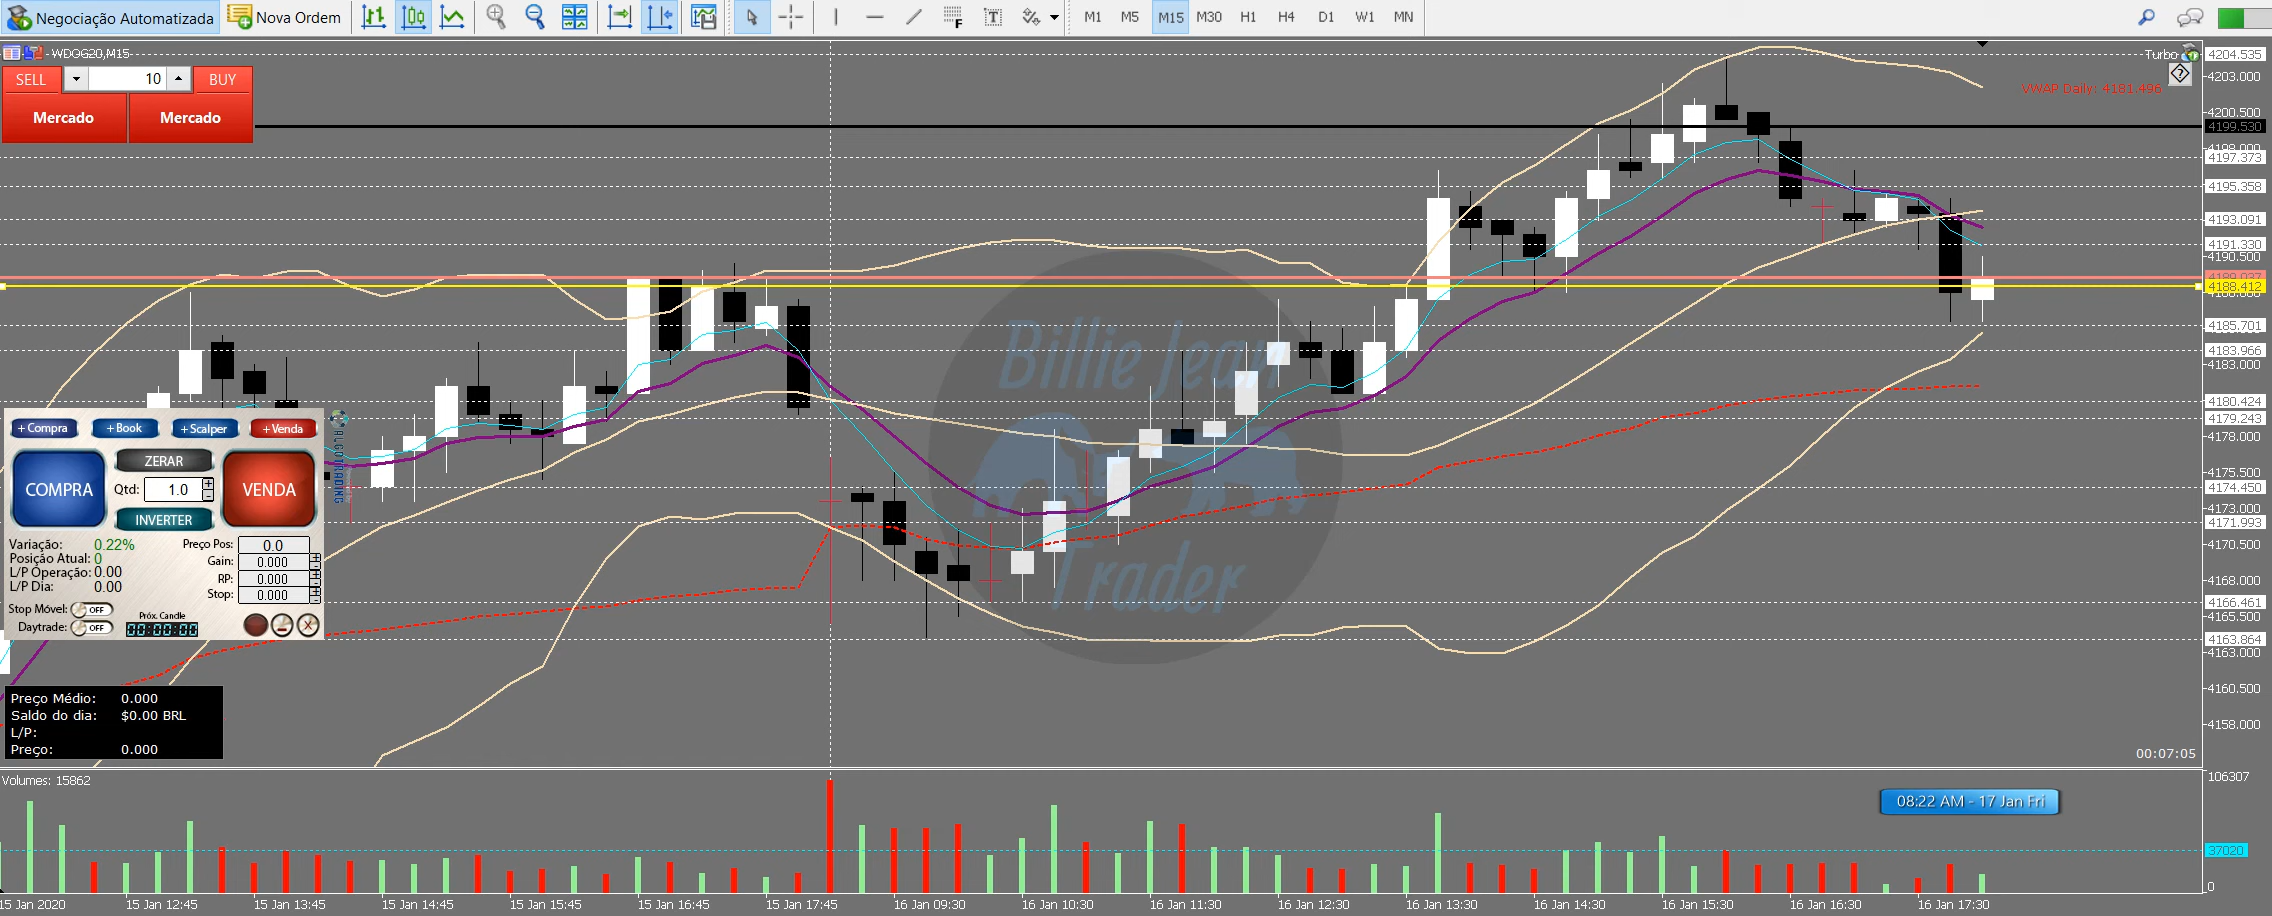 Negociação Automatizada
Nova Ordem
M1 M5 M15 M30 H1 H4 D1 W1 MN
WDOG20,M15
Turbo
SELL 10 BUY
Mercado Mercado
VWAP Daily: 4181.496
4204.535
4203.000
4200.500
4199.530
4198.000
4197.373
4195.358
4193.091
4191.330
4190.500
4189.037
4188.412
4185.701
4183.966
4183.000
4180.424
4179.243
4178.000
4175.500
4174.450
4173.000
4171.993
4170.500
4168.000
4166.461
4165.500
4163.864
4163.000
4160.500
4158.000
Billie Jean
Trader
+Compra +Book +Scalper +Venda
COMPRA
ZERAR
Qtd: 1.0
INVERTER
VENDA
ALGOTRADING
Variação: 0.22%
Posição Atual: 0
L/P Operação: 0.00
L/P Dia: 0.00
Preço Pos: 0.0
Gain: 0.000
RP: 0.000
Stop: 0.000
Stop Móvel: OFF
Daytrade: OFF
Próx. Candle
00:00:00
X
Preço Médio: 0.000
Saldo do dia: $0.00 BRL
L/P:
Preço: 0.000
00:07:05
Volumes: 15862
106307
08:22 AM - 17 Jan Fri
37020
0
15 Jan 2020 15 Jan 12:45 15 Jan 13:45 15 Jan 14:45 15 Jan 15:45 15 Jan 16:45 15 Jan 17:45 16 Jan 09:30 16 Jan 10:30 16 Jan 11:30 16 Jan 12:30 16 Jan 13:30 16 Jan 14:30 16 Jan 15:30 16 Jan 16:30 16 Jan 17:30